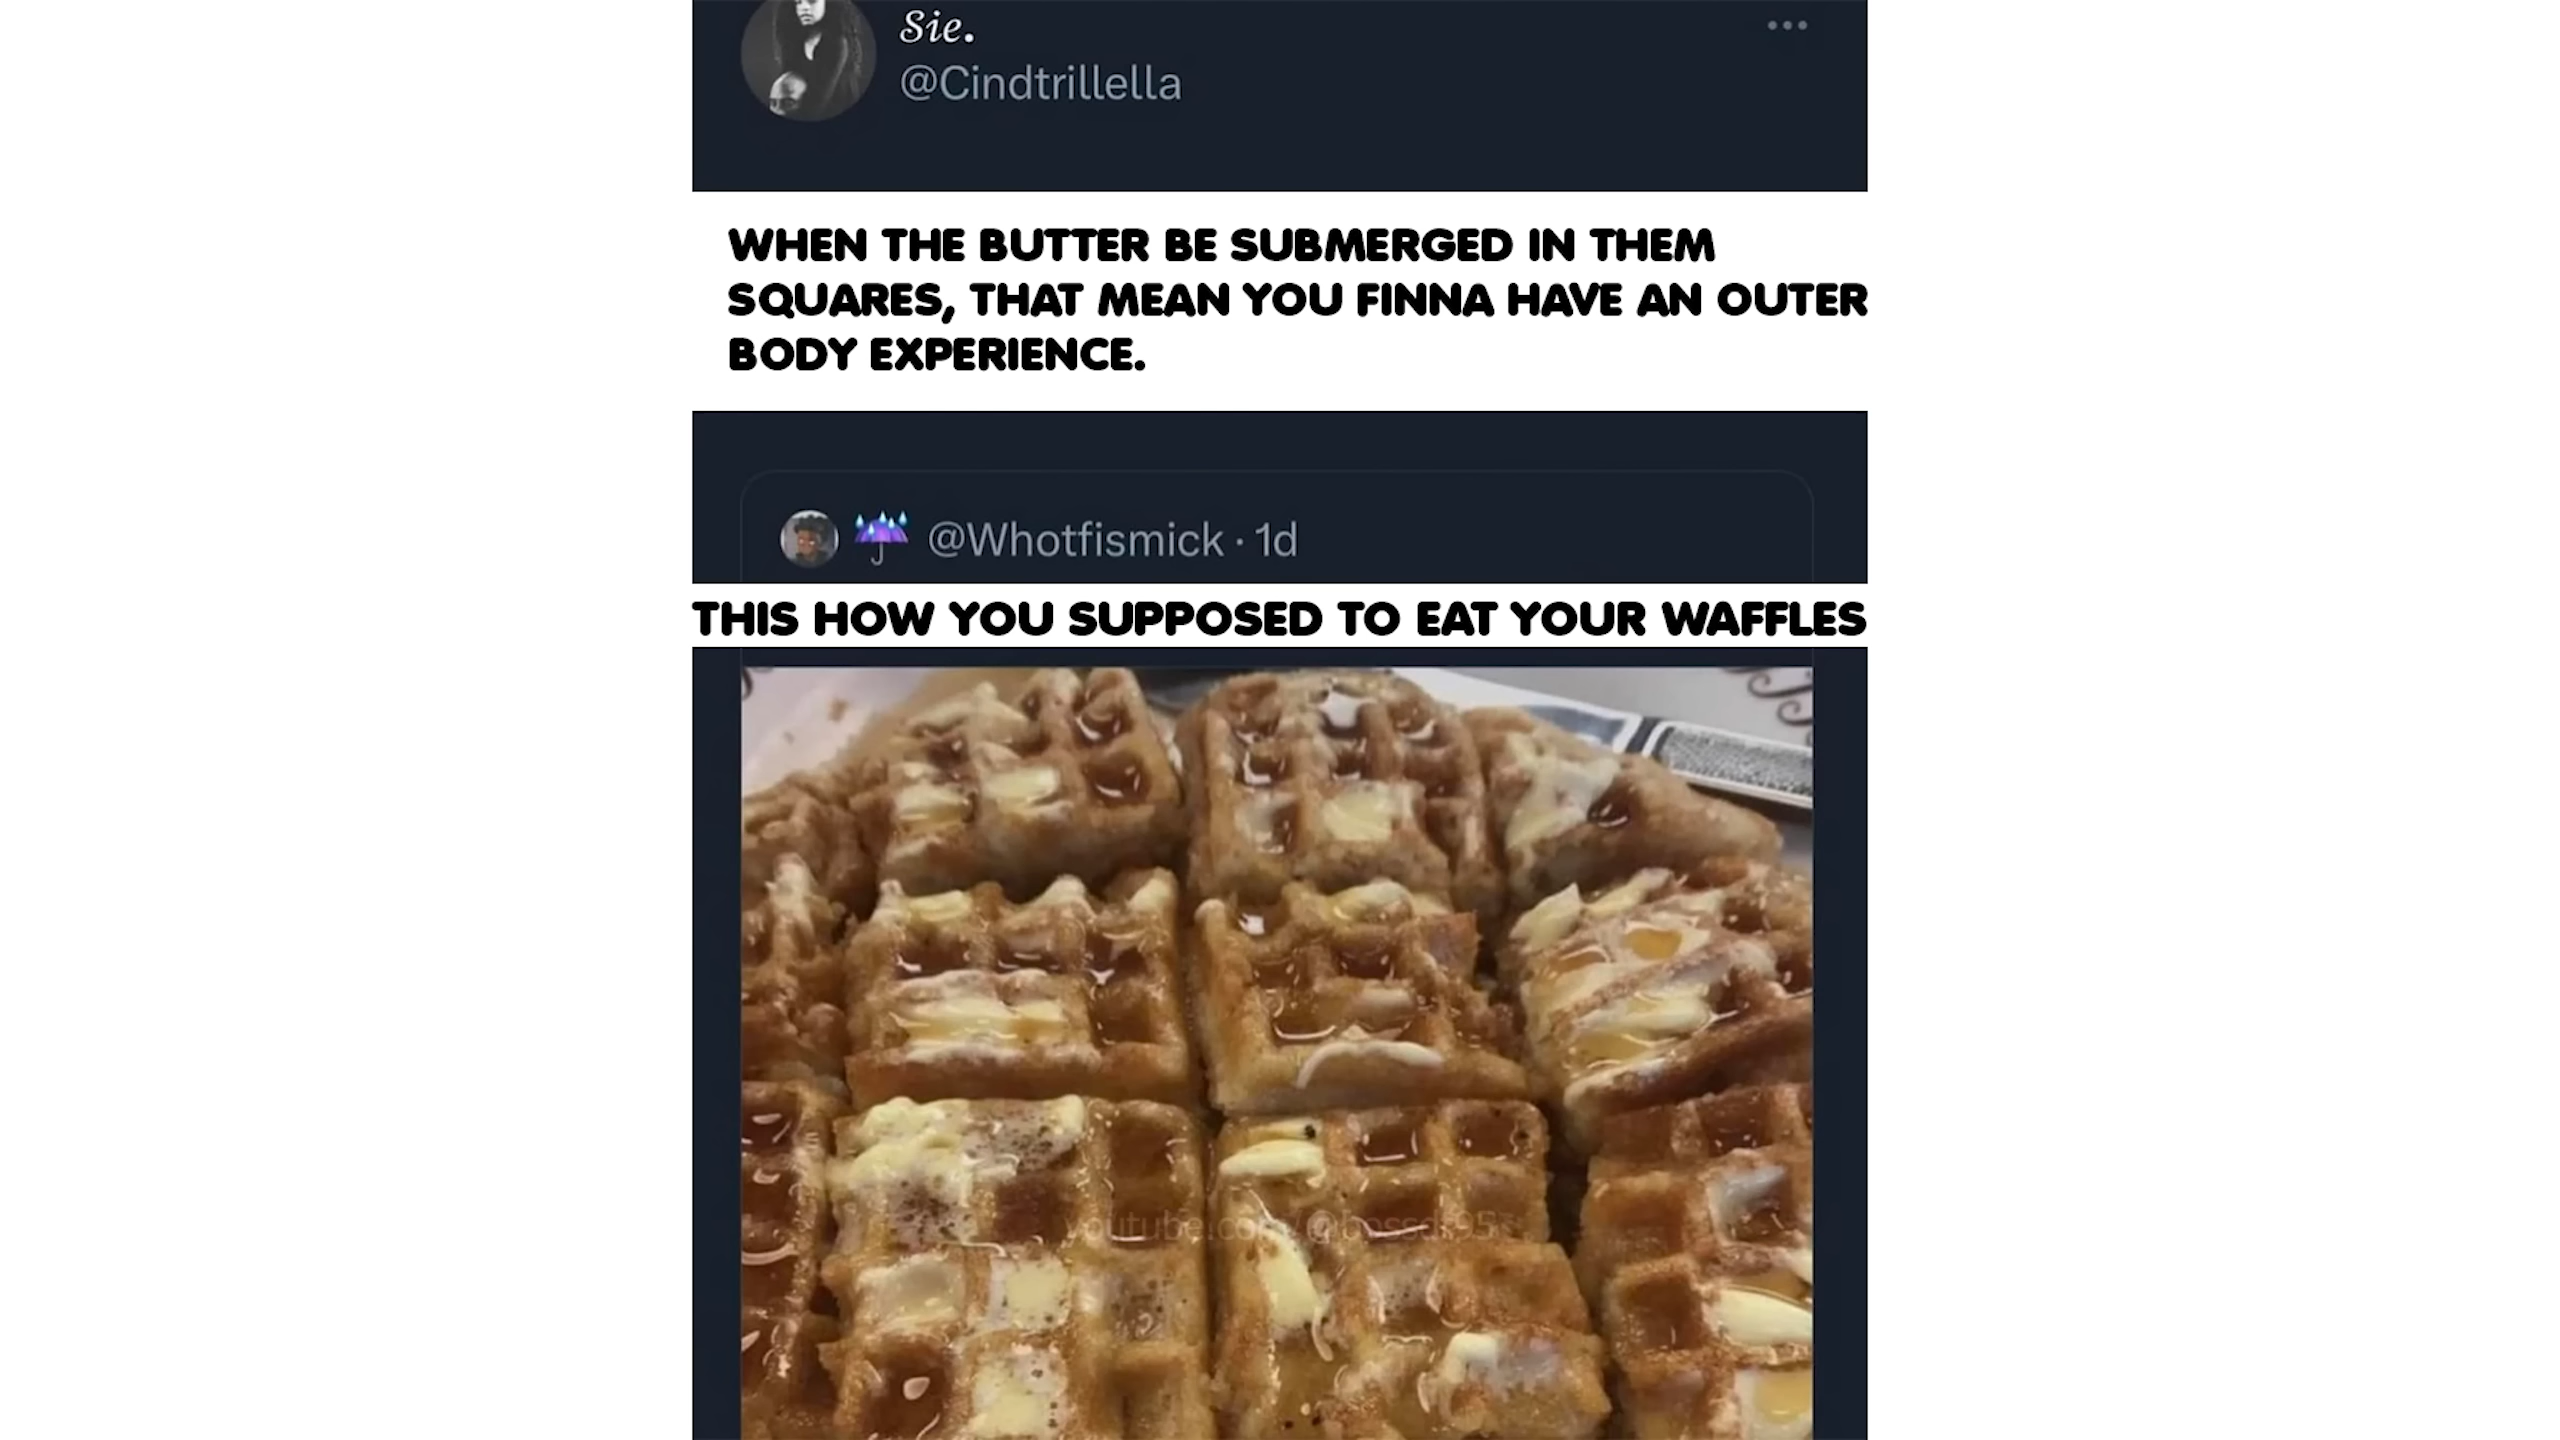 Sie.
@Cindtrillella
WHEN THE BUTTER BE SUBMERGED IN THEM
SQUARES, THAT MEAN YOU FINNA HAVE AN OUTER
BODY EXPERIENCE.
@Whotfismick · 1d
THIS HOW YOU SUPPOSED TO EAT YOUR WAFFLES